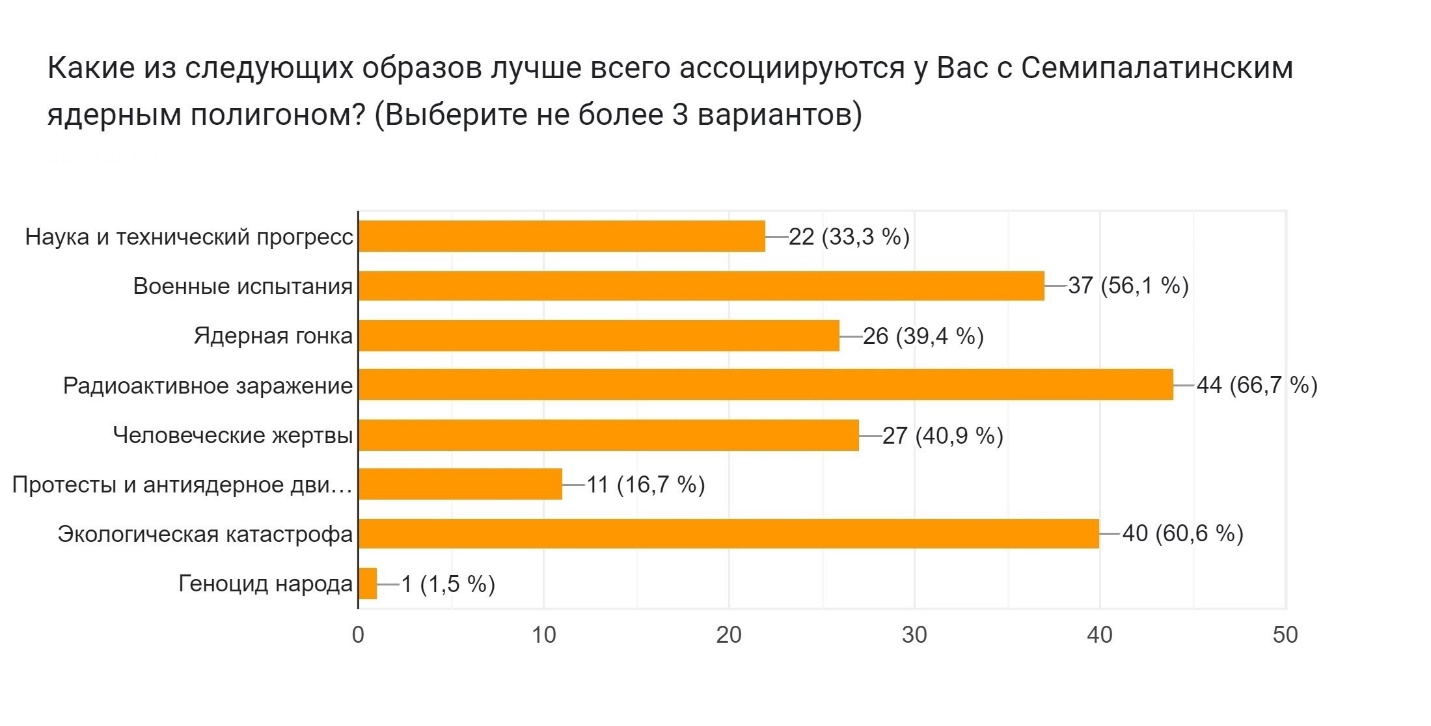 Какие из следующих образов лучше всего ассоциируются у Вас с Семипалатинским
ядерным полигоном? (Выберите не более 3 вариантов)
Наука и технический прогресс 22 (33,3 %)
Военные испытания 37 (56,1 %)
Ядерная гонка 26 (39,4 %)
Радиоактивное заражение 44 (66,7 %)
Человеческие жертвы 27 (40,9 %)
Протесты и антиядерное дви… 11 (16,7 %)
Экологическая катастрофа 40 (60,6 %)
Геноцид народа 1 (1,5 %)
0 10 20 30 40 50